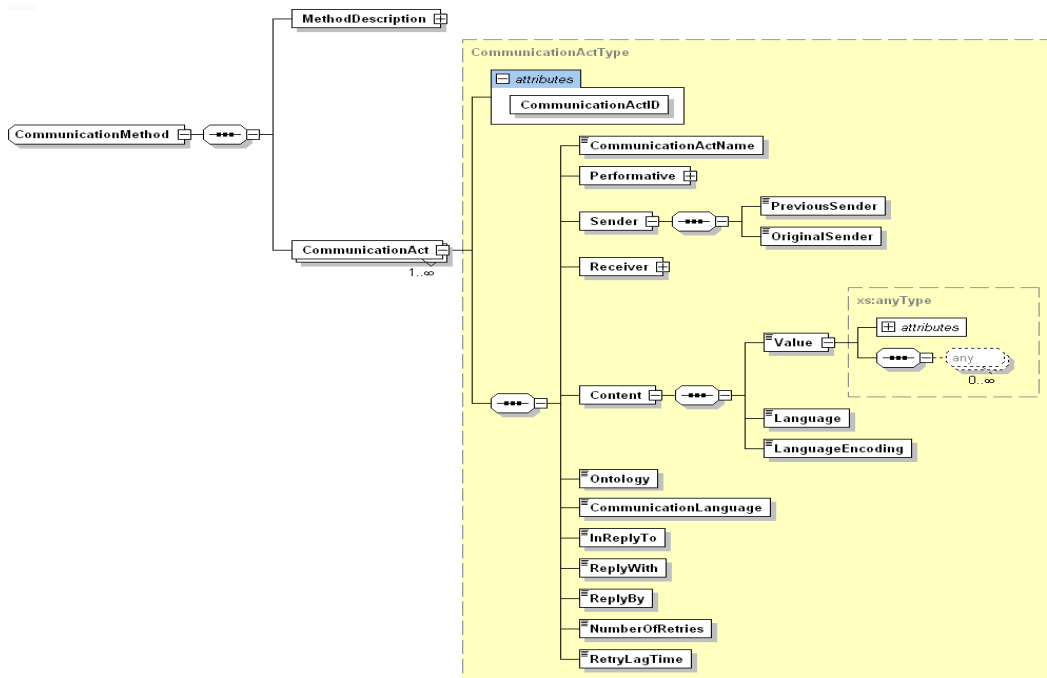 MethodDescription
CommunicationActType
attributes
CommunicationActID
CommunicationMethod
CommunicationActName
Performative
PreviousSender
Sender
OriginalSender
CommunicationAct
1..∞
Receiver
xs:anyType
attributes
Value
any
0..∞
Content
Language
LanguageEncoding
Ontology
CommunicationLanguage
InReplyTo
ReplyWith
ReplyBy
NumberOfRetries
RetryLagTime